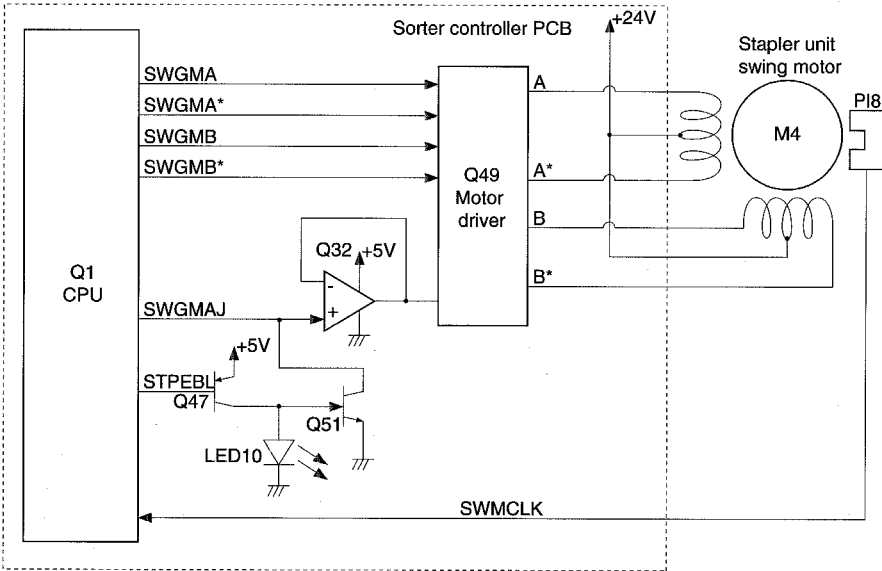 Sorter controller PCB
+24V
Stapler unit
swing motor
SWGMA
SWGMA*
SWGMB
SWGMB*
A
A*
B
B*
PI8
M4
Q49
Motor
driver
Q32
+5V
-
+
Q1
CPU
SWGMAJ
+5V
STPEBL
Q47
Q51
LED10
SWMCLK